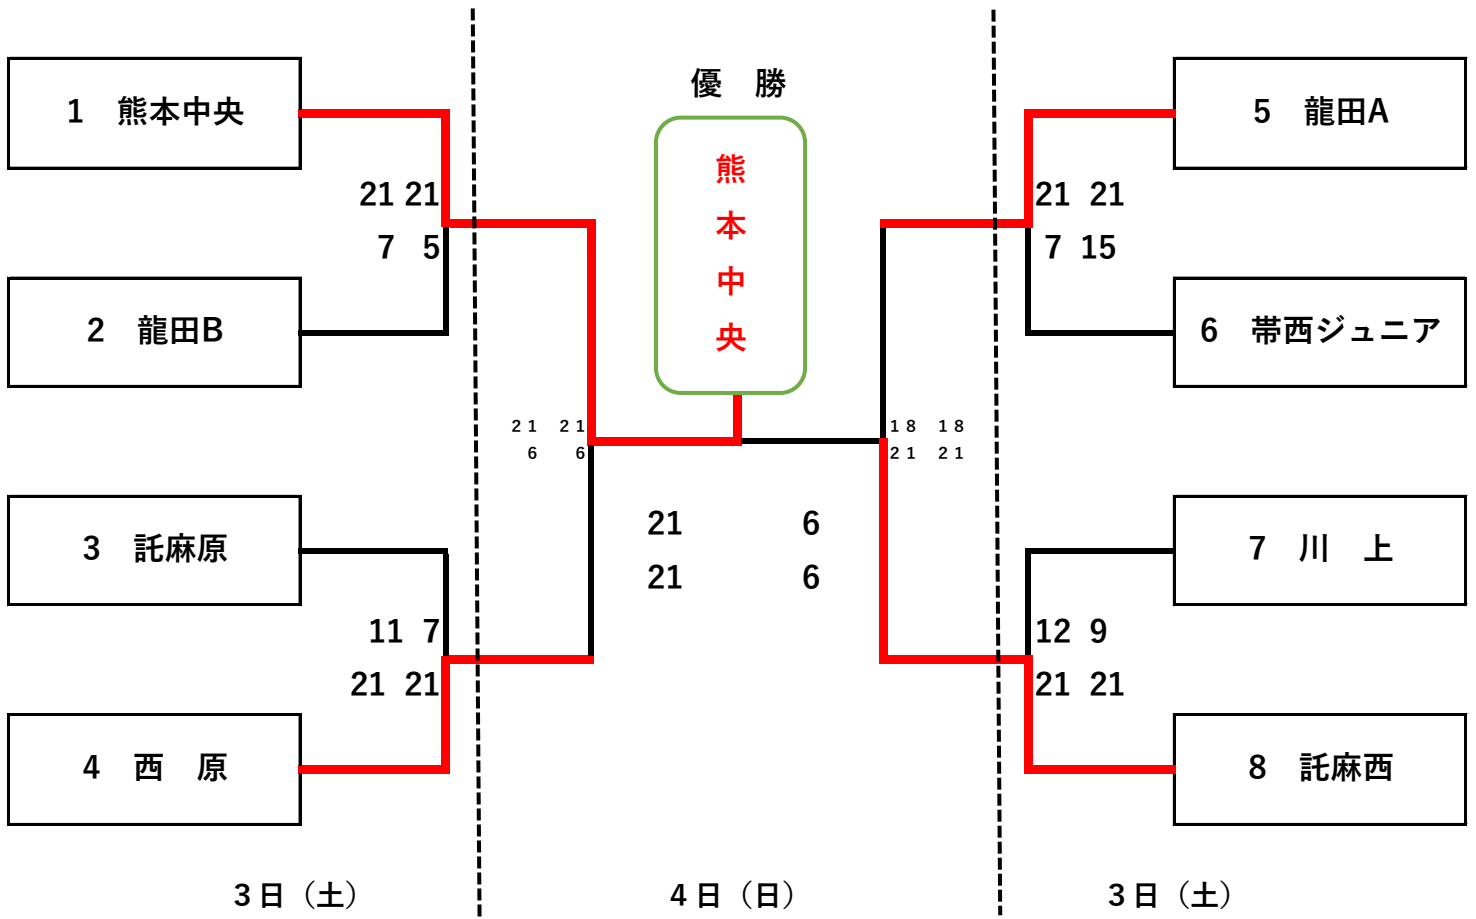 優　勝
熊
本
中
央
1　熊本中央
21 21
7 5
2　龍田B
3　託麻原
11 7
21 21
4　西　原
21 21
6 6
21 6
21 6
18 18
21 21
5　龍田A
21 21
7 15
6　帯西ジュニア
7　川　上
12 9
21 21
8　託麻西
3日（土）
4日（日）
3日（土）